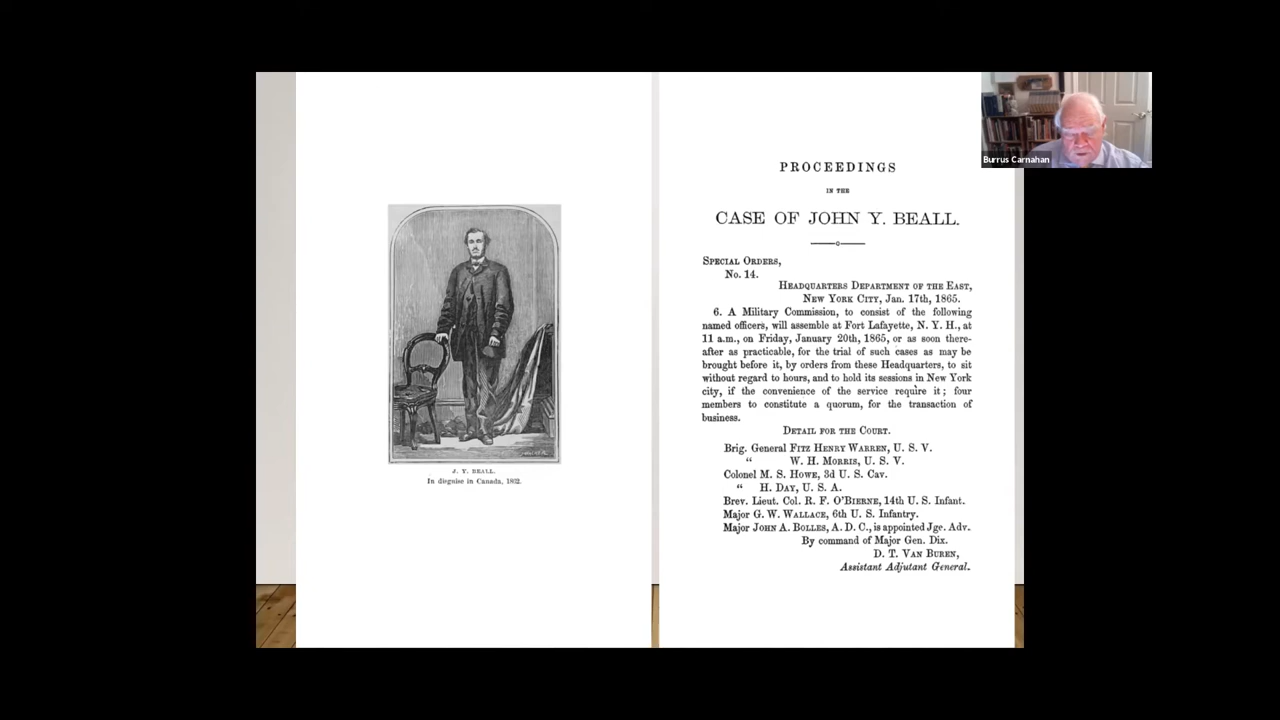 J. Y. BEALL.
In disguise in Canada, 1862.
PROCEEDINGS
IN THE
CASE OF JOHN Y. BEALL.
SPECIAL ORDERS,
No. 14.
HEADQUARTERS DEPARTMENT OF THE EAST,
NEW YORK CITY, Jan. 17th, 1865.
6. A Military Commission, to consist of the following
named officers, will assemble at Fort Lafayette, N. Y. H., at
11 a.m., on Friday, January 20th, 1865, or as soon there-
after as practicable, for the trial of such cases as may be
brought before it, by orders from these Headquarters, to sit
without regard to hours, and to hold its sessions in New York
city, if the convenience of the service require it; four
members to constitute a quorum, for the transaction of
business.
DETAIL FOR THE COURT.
Brig. General FITZ HENRY WARREN, U. S. V.
“ W. H. MORRIS, U. S. V.
Colonel M. S. HOWE, 3d U. S. Cav.
“ H. DAY, U. S. A.
Brev. Lieut. Col. R. F. O'BIERNE, 14th U. S. Infant.
Major G. W. WALLACE, 6th U. S. Infantry.
Major JOHN A. BOLLES, A. D. C., is appointed Jge. Adv.
By command of Major Gen. Dix.
D. T. VAN BUREN,
Assistant Adjutant General.
Burrus Carnahan